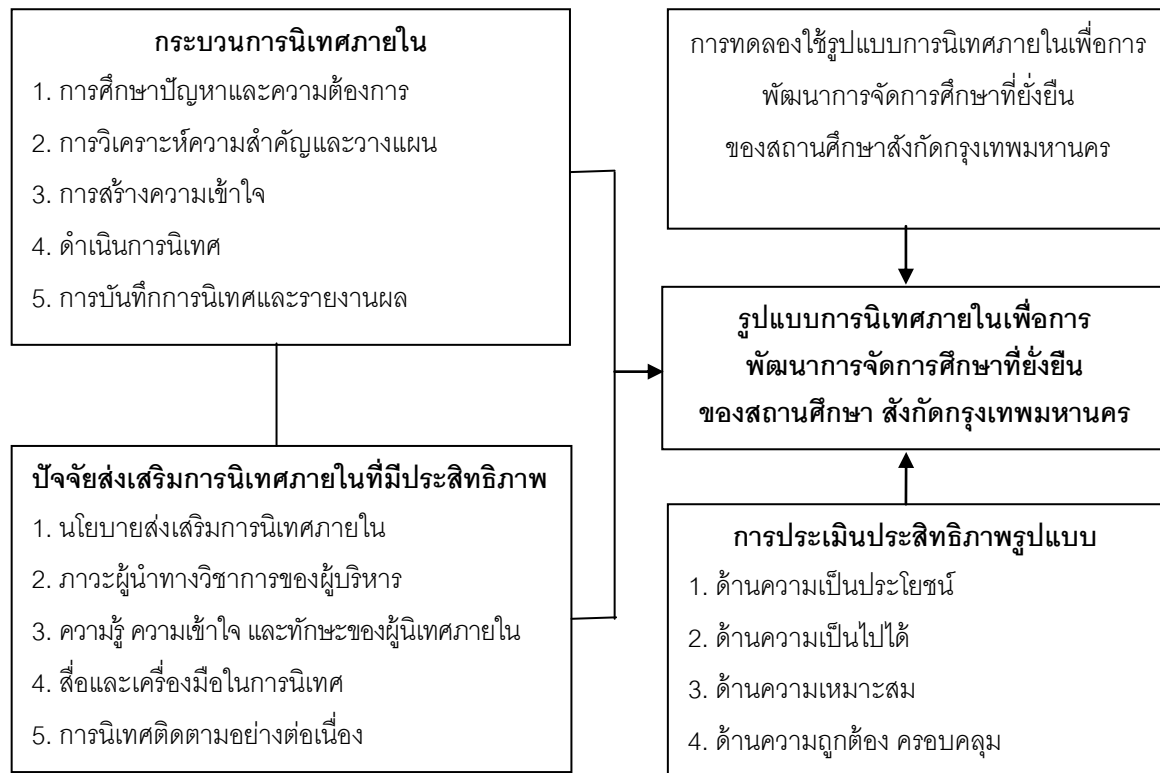 กระบวนการนิเทศภายใน
1. การศึกษาปัญหาและความต้องการ
2. การวิเคราะห์ความสำคัญและวางแผน
3. การสร้างความเข้าใจ
4. ดำเนินการนิเทศ
5. การบันทึกการนิเทศและรายงานผล
ปัจจัยส่งเสริมการนิเทศภายในที่มีประสิทธิภาพ
1. นโยบายส่งเสริมการนิเทศภายใน
2. ภาวะผู้นำทางวิชาการของผู้บริหาร
3. ความรู้ ความเข้าใจ และทักษะของผู้นิเทศภายใน
4. สื่อและเครื่องมือในการนิเทศ
5. การนิเทศติดตามอย่างต่อเนื่อง
การทดลองใช้รูปแบบการนิเทศภายในเพื่อการ
พัฒนาการจัดการศึกษาที่ยั่งยืน
ของสถานศึกษาสังกัดกรุงเทพมหานคร
รูปแบบการนิเทศภายในเพื่อการ
พัฒนาการจัดการศึกษาที่ยั่งยืน
ของสถานศึกษา สังกัดกรุงเทพมหานคร
การประเมินประสิทธิภาพรูปแบบ
1. ด้านความเป็นประโยชน์
2. ด้านความเป็นไปได้
3. ด้านความเหมาะสม
4. ด้านความถูกต้อง ครอบคลุม